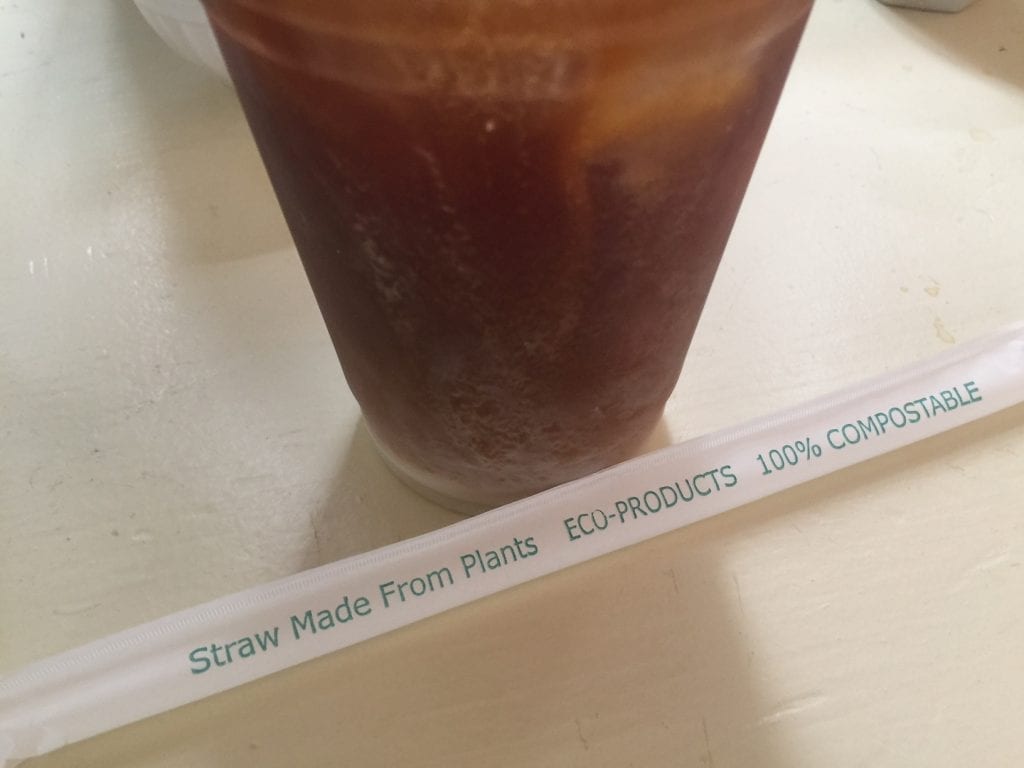 Straw Made From Plants ECO-PRODUCTS 100% COMPOSTABLE